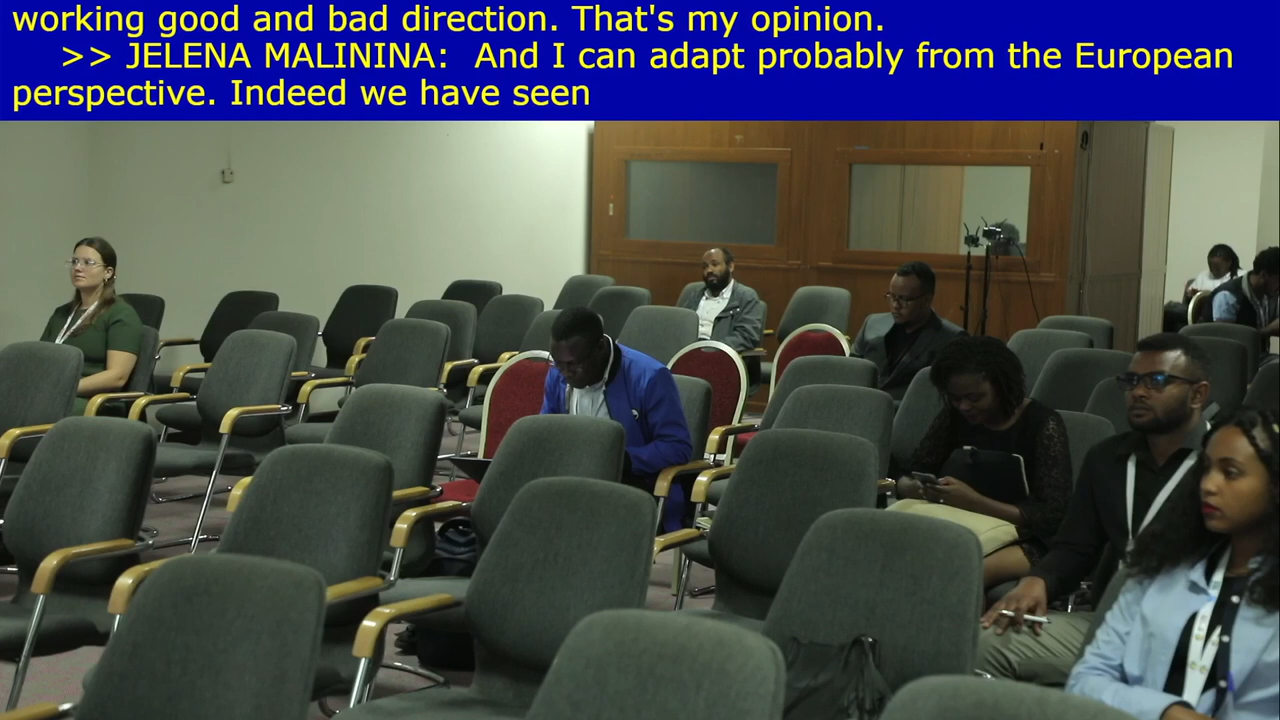 working good and bad direction. That's my opinion.
>> JELENA MALININA:  And I can adapt probably from the European
perspective. Indeed we have seen